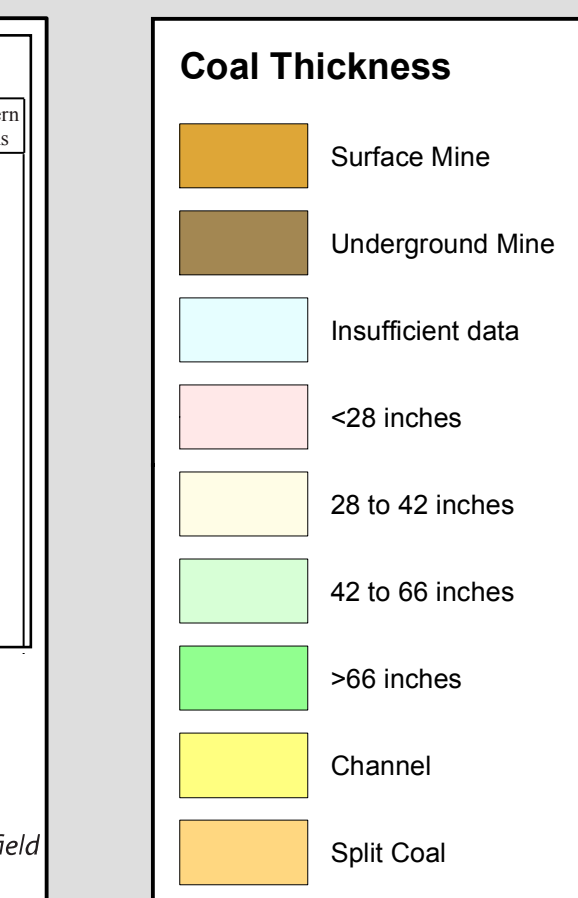 Coal Thickness
Surface Mine
Underground Mine
Insufficient data
<28 inches
28 to 42 inches
42 to 66 inches
>66 inches
Channel
Split Coal